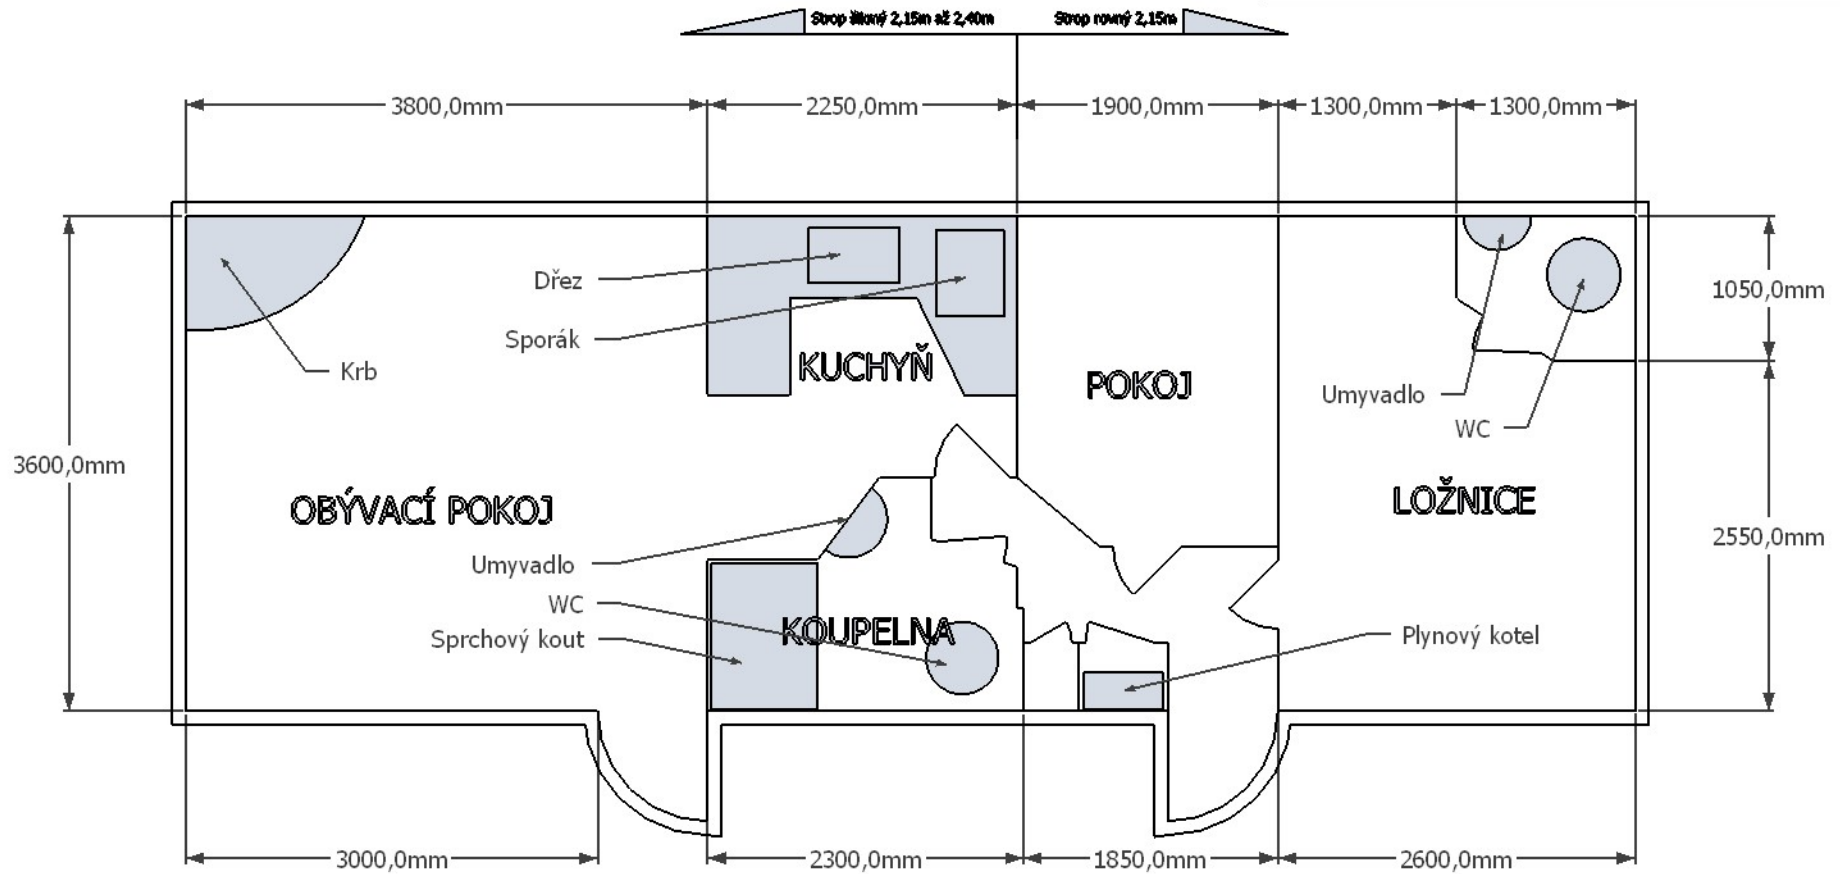 Strop šikmý 2,15m až 2,40m
Strop rovný 2,15m
3800,0mm
2250,0mm
1900,0mm
1300,0mm
1300,0mm
3600,0mm
1050,0mm
2550,0mm
Dřez
Sporák
Krb
KUCHYŇ
POKOJ
Umyvadlo
WC
OBÝVACÍ POKOJ
LOŽNICE
Umyvadlo
WC
Sprchový kout
KOUPELNA
Plynový kotel
3000,0mm
2300,0mm
1850,0mm
2600,0mm